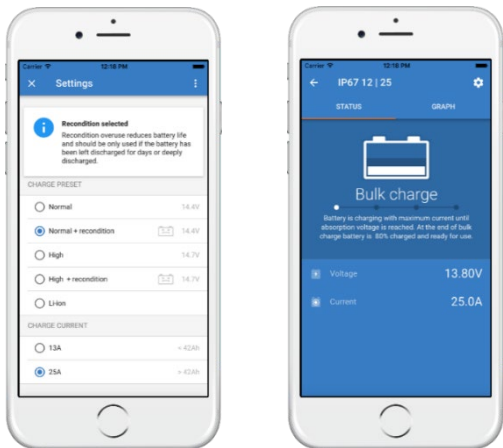 Carrier 12:18 PM
Settings
Recondition selected
Recondition overuse reduces battery life
and should be only used if the battery has
been left discharged for days or deeply
discharged.
CHARGE PRESET
Normal 14.4V
Normal + recondition 14.4V
High 14.7V
High + recondition 14.7V
Li-ion
CHARGE CURRENT
13A
25A
Carrier 12:18 PM
IP67 12 | 25
STATUS GRAPH
Bulk charge
Battery is charging with maximum current until
absorption voltage is reached. At the end of bulk
charge battery is 80% charged and ready for use.
Voltage 13.80V
Current 25.0A